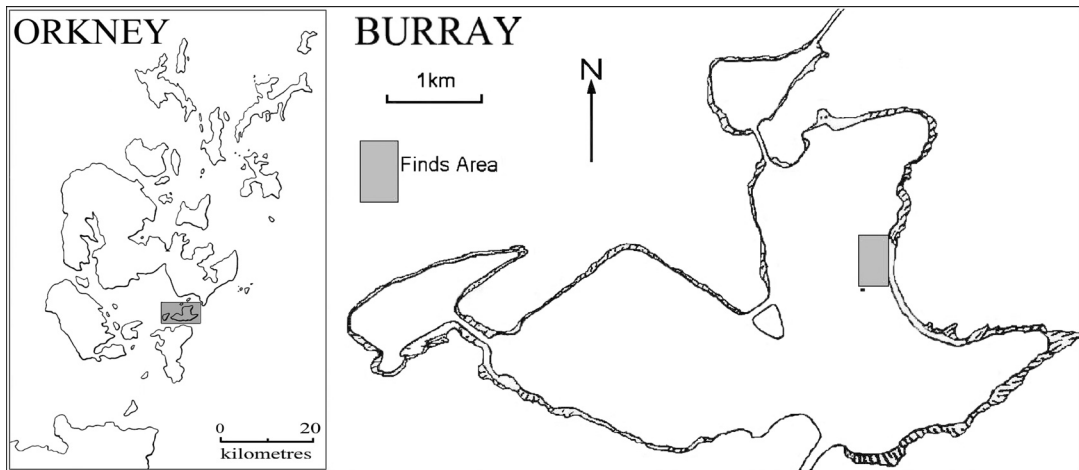 ORKNEY
0 20
kilometres
BURRAY
1km
N
Finds Area